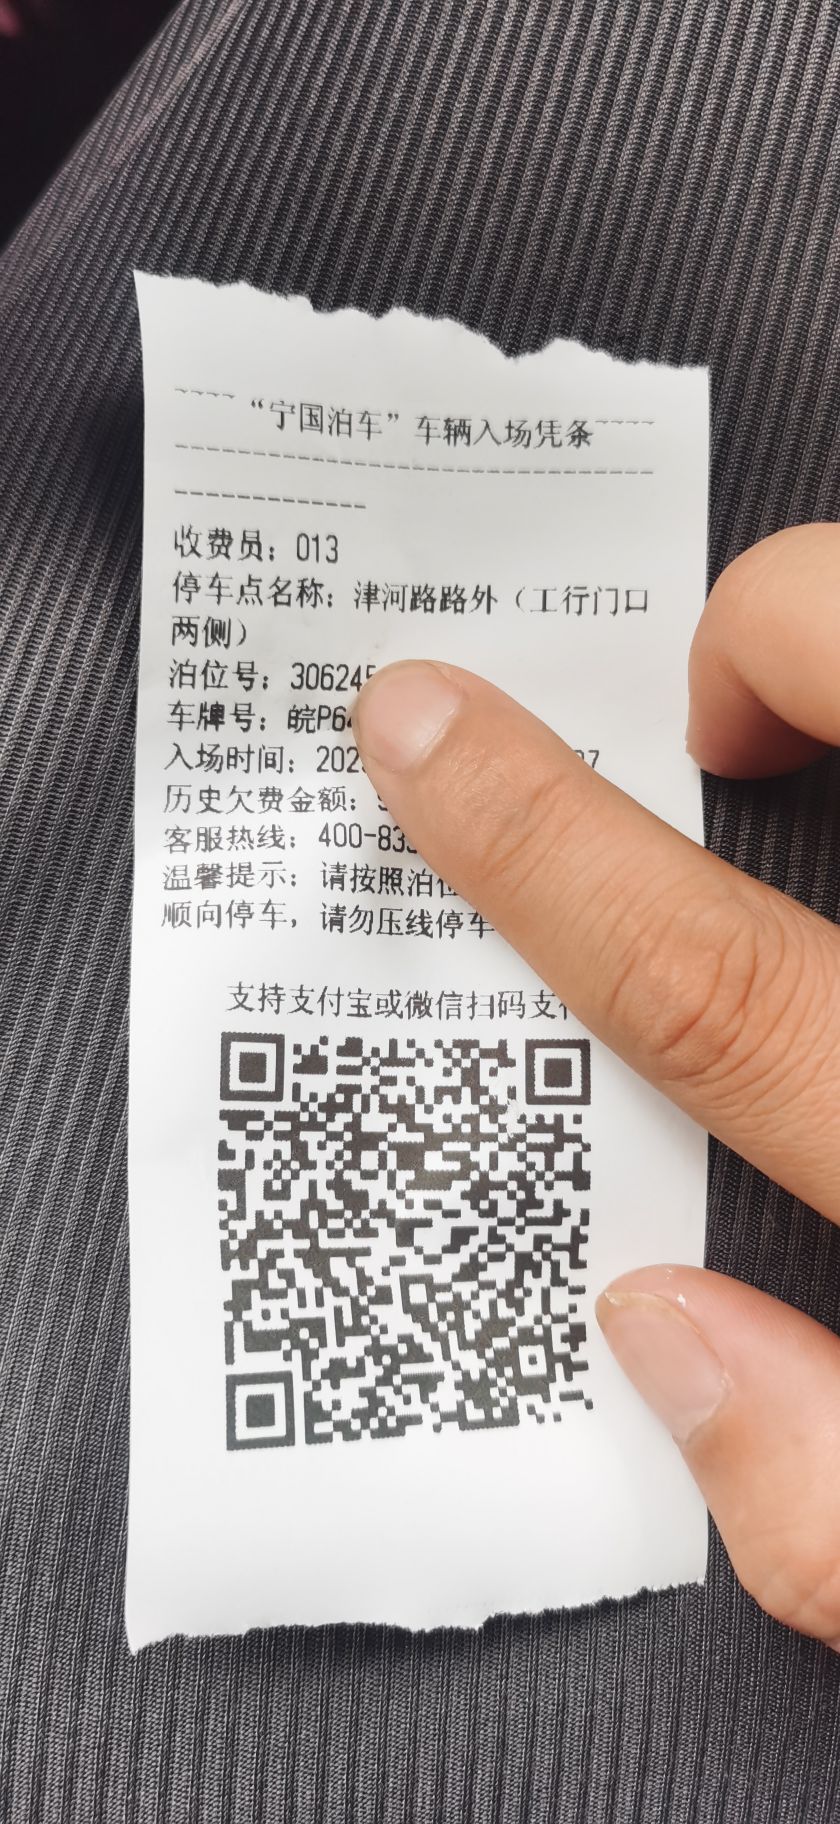 “宁国泊车”车辆入场凭条
收费员：013
停车点名称：津河路路外（工行门口
两侧）
泊位号：306245
车牌号：皖P64
入场时间：202
历史欠费金额：
客服热线：400-83
温馨提示：请按照泊位
顺向停车，请勿压线停车
支持支付宝或微信扫码支付